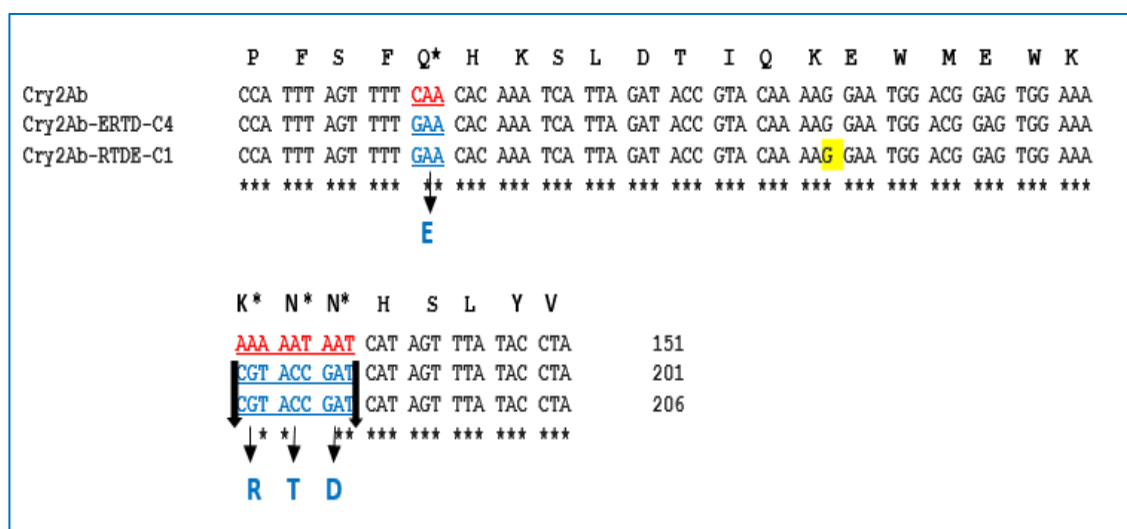 P F S F Q* H K S L D T I Q K E W M E W K
Cry2Ab CCA TTT AGT TTT CAA CAC AAA TCA TTA GAT ACC GTA CAA AAG GAA TGG ACG GAG TGG AAA
Cry2Ab-ERTD-C4 CCA TTT AGT TTT GAA CAC AAA TCA TTA GAT ACC GTA CAA AAG GAA TGG ACG GAG TGG AAA
Cry2Ab-RTDE-C1 CCA TTT AGT TTT GAA CAC AAA TCA TTA GAT ACC GTA CAA AAG GAA TGG ACG GAG TGG AAA
*** *** *** *** ** *** *** *** *** *** *** *** *** *** *** *** *** *** *** ***
E
K* N* N* H S L Y V
AAA AAT AAT CAT AGT TTA TAC CTA 151
CGT ACC GAT CAT AGT TTA TAC CTA 201
CGT ACC GAT CAT AGT TTA TAC CTA 206
* * ** *** *** *** *** ***
R T D